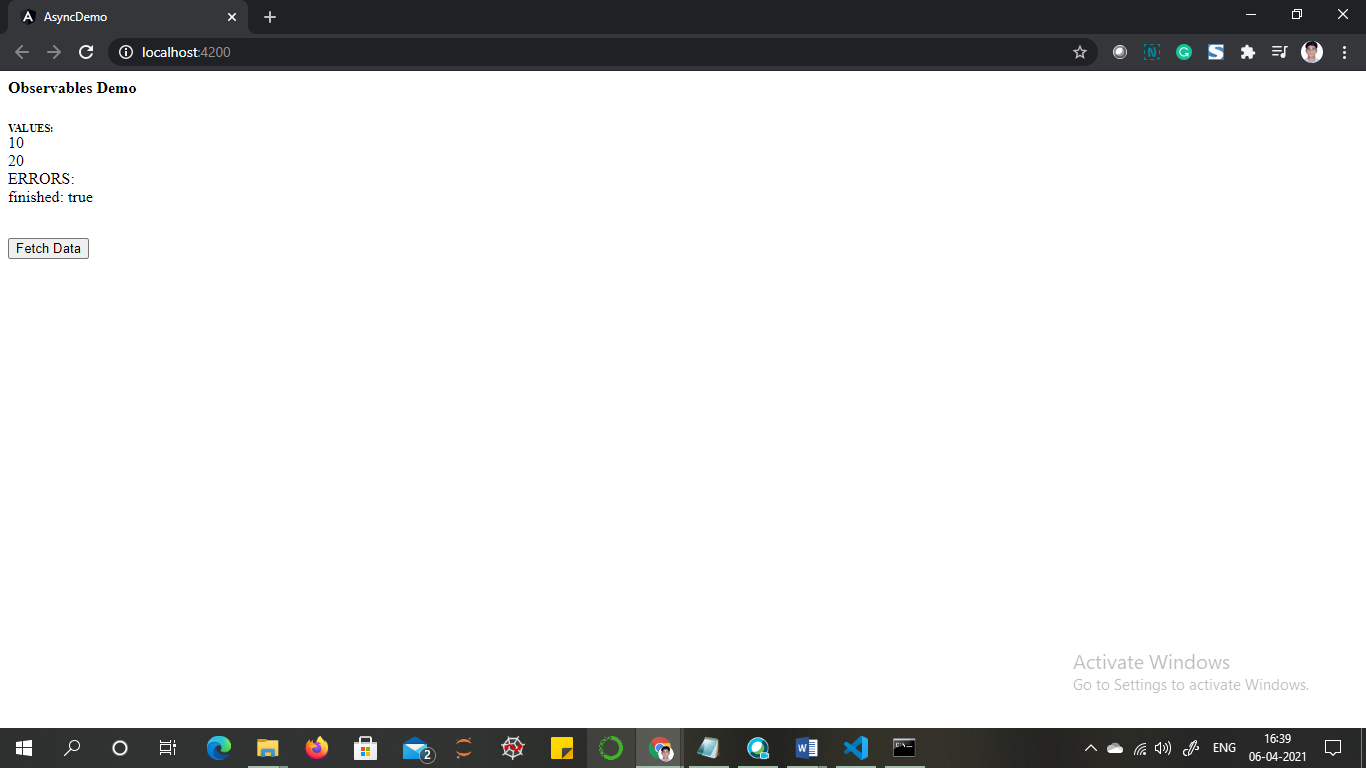 AsyncDemo
localhost:4200
Observables Demo
VALUES:
10
20
ERRORS:
finished: true
Fetch Data
Activate Windows
Go to Settings to activate Windows.
2
ENG
16:39
06-04-2021